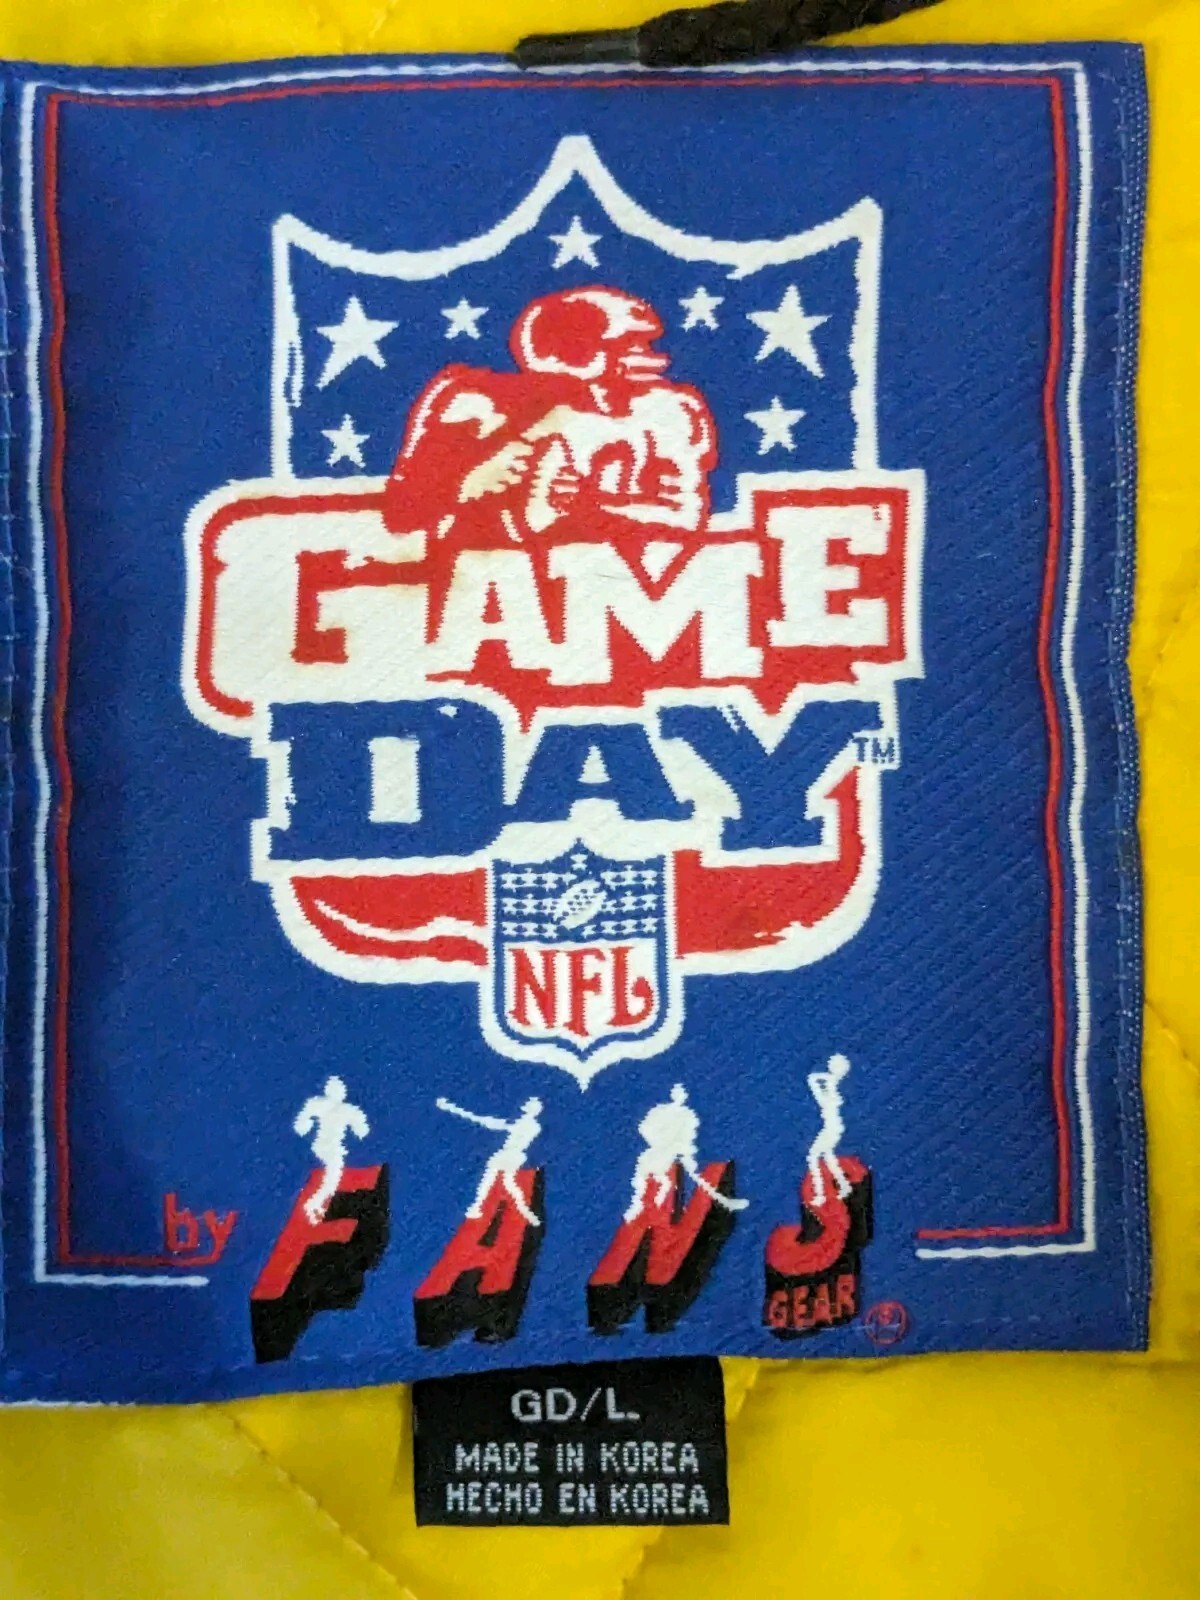 GAME
DAY™
NFL
by FANS
GEAR ®
GD/L
MADE IN KOREA
HECHO EN KOREA